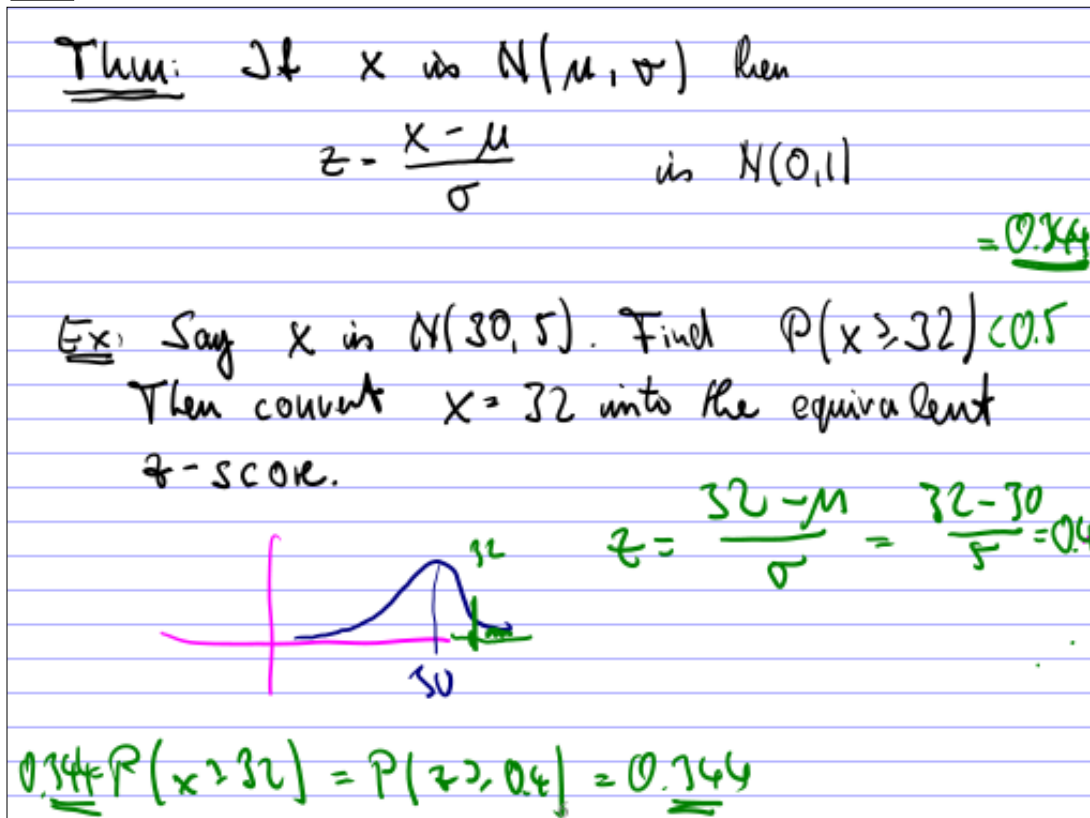 Thm: If x is N(μ, σ) then
z = (x - μ)/σ is N(0,1)
= 0.344
Ex: Say x is N(30, 5). Find P(x ≥ 32) < 0.5
Then convert x = 32 into the equivalent
z-score.
z = (32 - μ)/σ = (32 - 30)/5 = 0.4
32
30
0.344 = P(x ≥ 32) = P(z ≥ 0.4) = 0.344